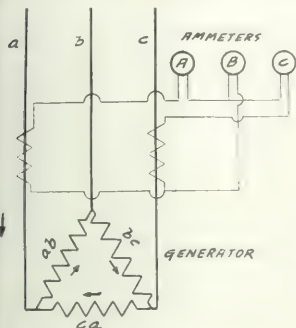 a b c
AMMETERS
A B C
ab bc
GENERATOR
ca